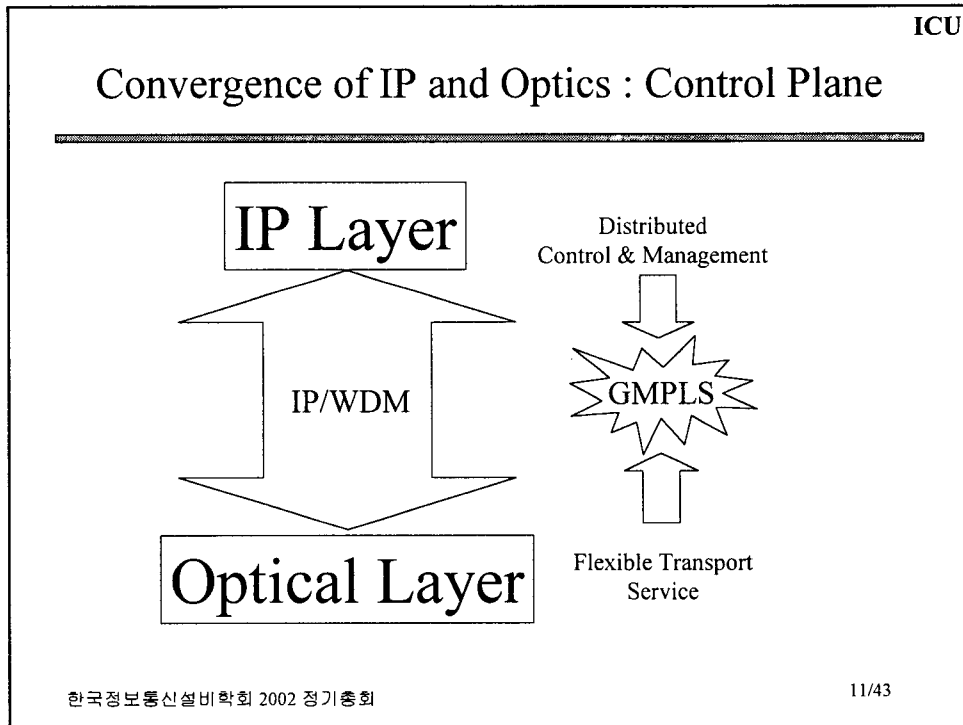 ICU
Convergence of IP and Optics : Control Plane
IP Layer
IP/WDM
Optical Layer
Distributed
Control & Management
GMPLS
Flexible Transport
Service
한국정보통신설비학회 2002 정기총회
11/43